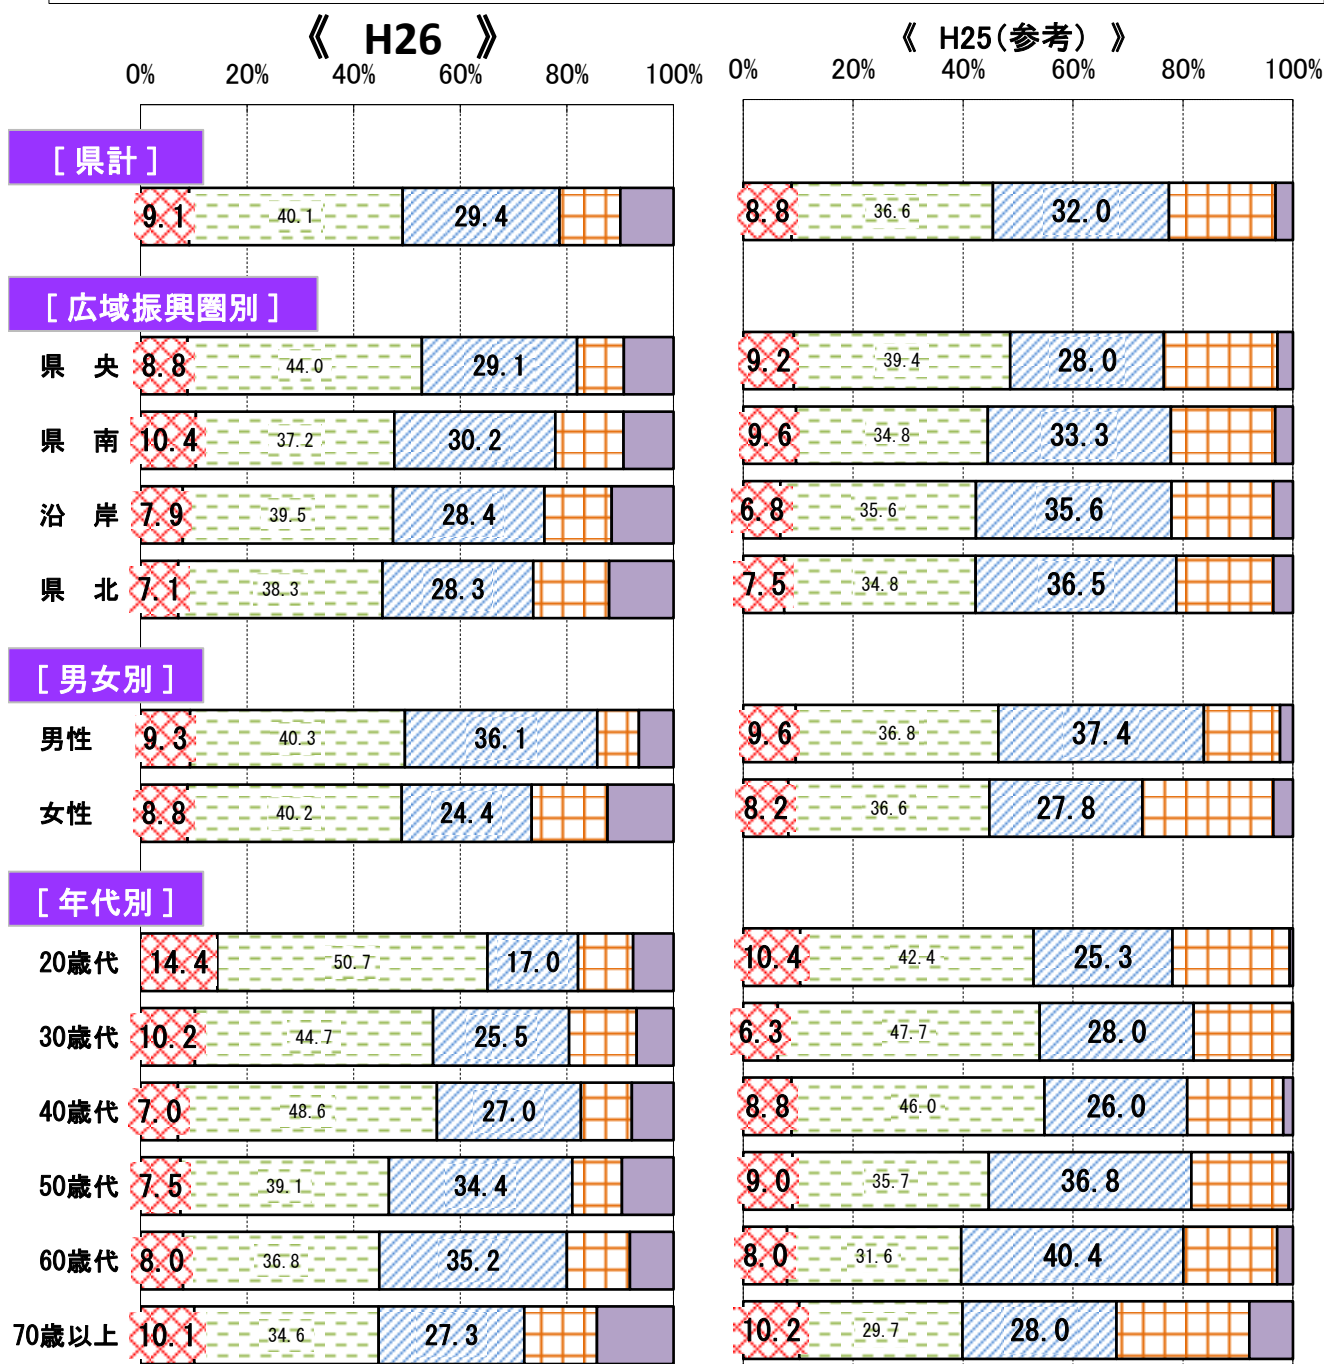 《 H26 》 《 H25(参考) 》
0% 20% 40% 60% 80% 100% 0% 20% 40% 60% 80% 100%
[ 県計 ]
9.1 40.1 29.4 8.8 36.6 32.0
[ 広域振興圏別 ]
県 央 8.8 44.0 29.1 9.2 39.4 28.0
県 南 10.4 37.2 30.2 9.6 34.8 33.3
沿 岸 7.9 39.5 28.4 6.8 35.6 35.6
県 北 7.1 38.3 28.3 7.5 34.8 36.5
[ 男女別 ]
男性 9.3 40.3 36.1 9.6 36.8 37.4
女性 8.8 40.2 24.4 8.2 36.6 27.8
[ 年代別 ]
20歳代 14.4 50.7 17.0 10.4 42.4 25.3
30歳代 10.2 44.7 25.5 6.3 47.7 28.0
40歳代 7.0 48.6 27.0 8.8 46.0 26.0
50歳代 7.5 39.1 34.4 9.0 35.7 36.8
60歳代 8.0 36.8 35.2 8.0 31.6 40.4
70歳以上 10.1 34.6 27.3 10.2 29.7 28.0